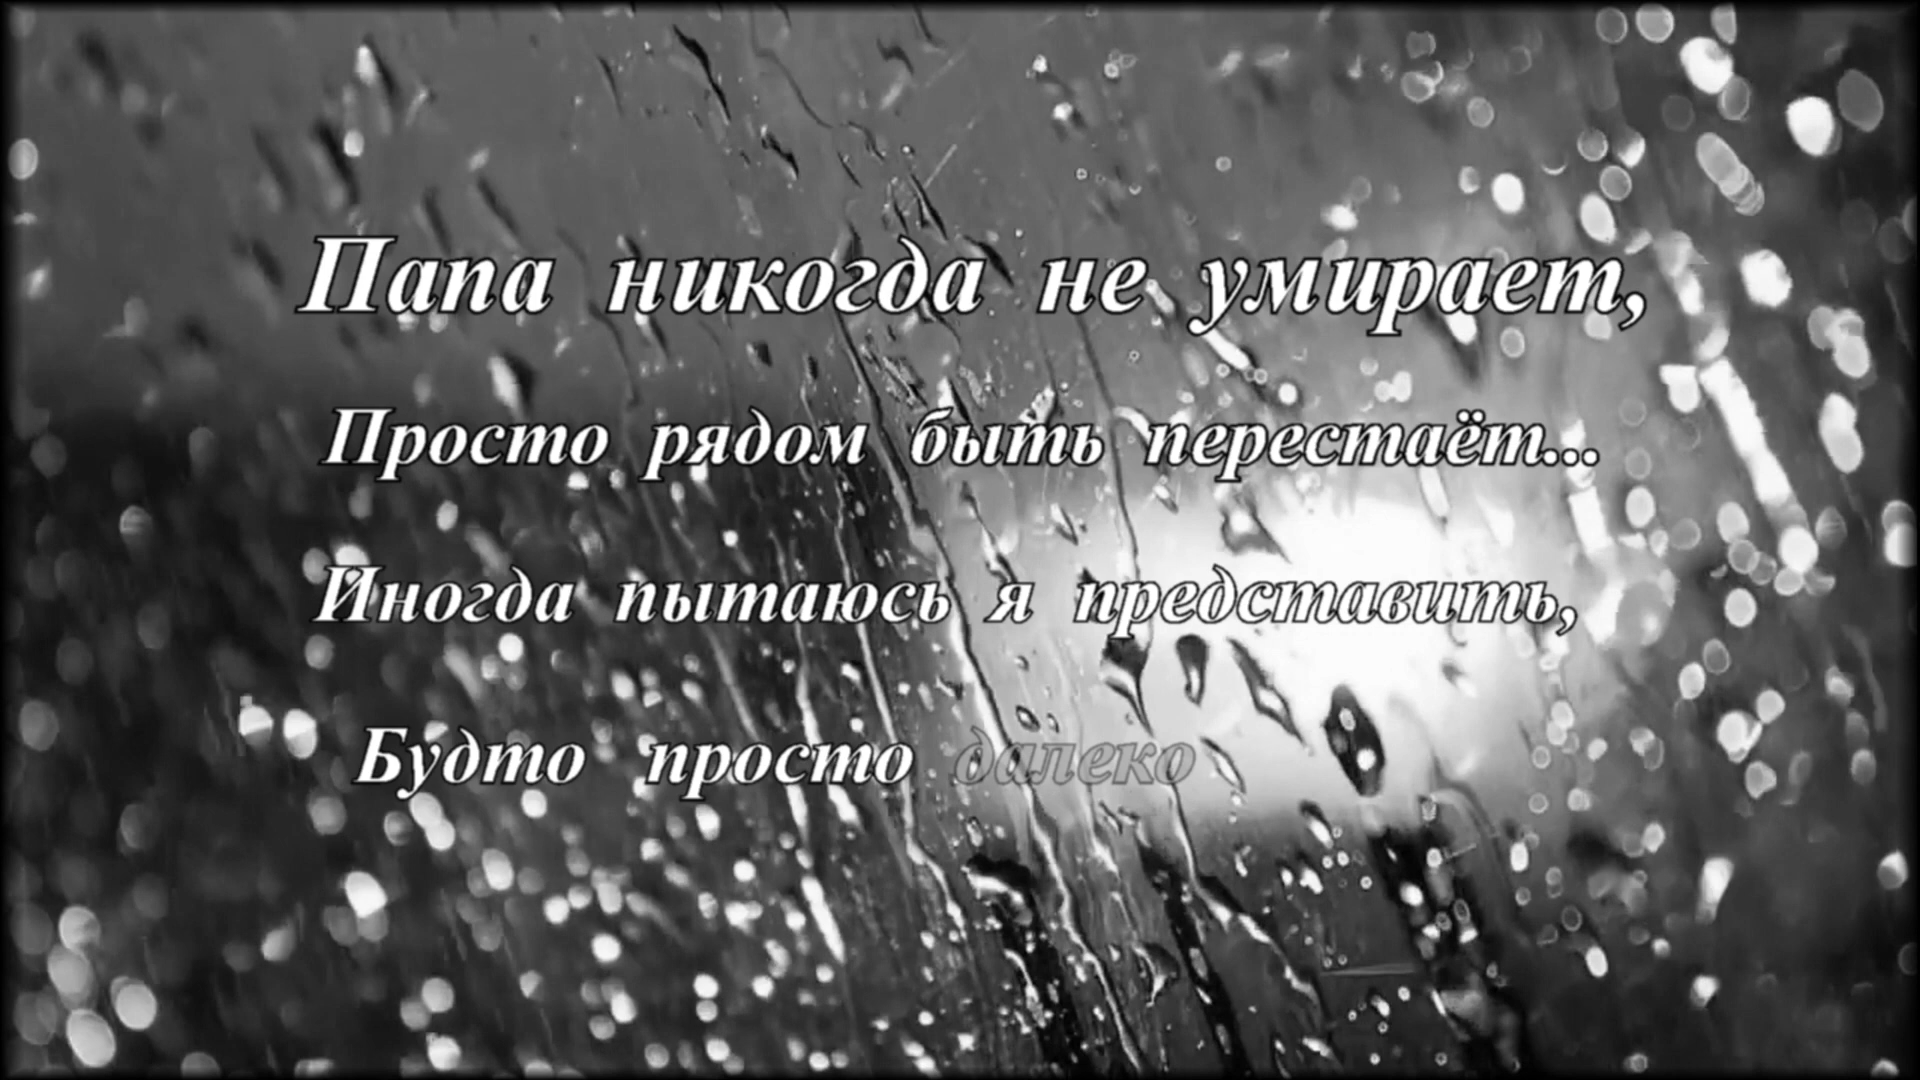 Папа никогда не умирает,
Просто рядом быть перестаёт...
Иногда пытаюсь я представить,
Будто просто далеко